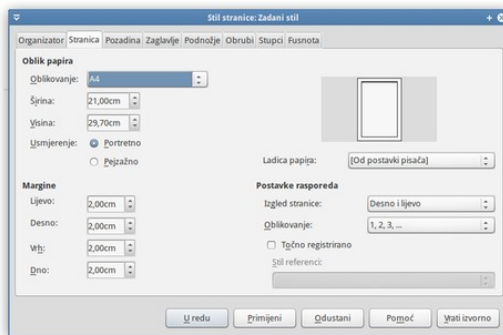 Stil stranice: Zadani stil
Organizator Stranica Pozadina Zaglavlje Podnožje Obrubi Stupci Fusnota
Oblik papira
Oblikovanje: A4
Širina: 21,00cm
Visina: 29,70cm
Usmjerenje: Portretno
Pejzažno
Ladica papira: [Od postavki pisača]
Margine
Lijevo: 2,00cm
Desno: 2,00cm
Vrh: 2,00cm
Dno: 2,00cm
Postavke rasporeda
Izgled stranice: Desno i lijevo
Oblikovanje: 1, 2, 3, ...
Točno registrirano
Stil referenci:
U redu Primijeni Odustani Pomoć Vrati izvorno